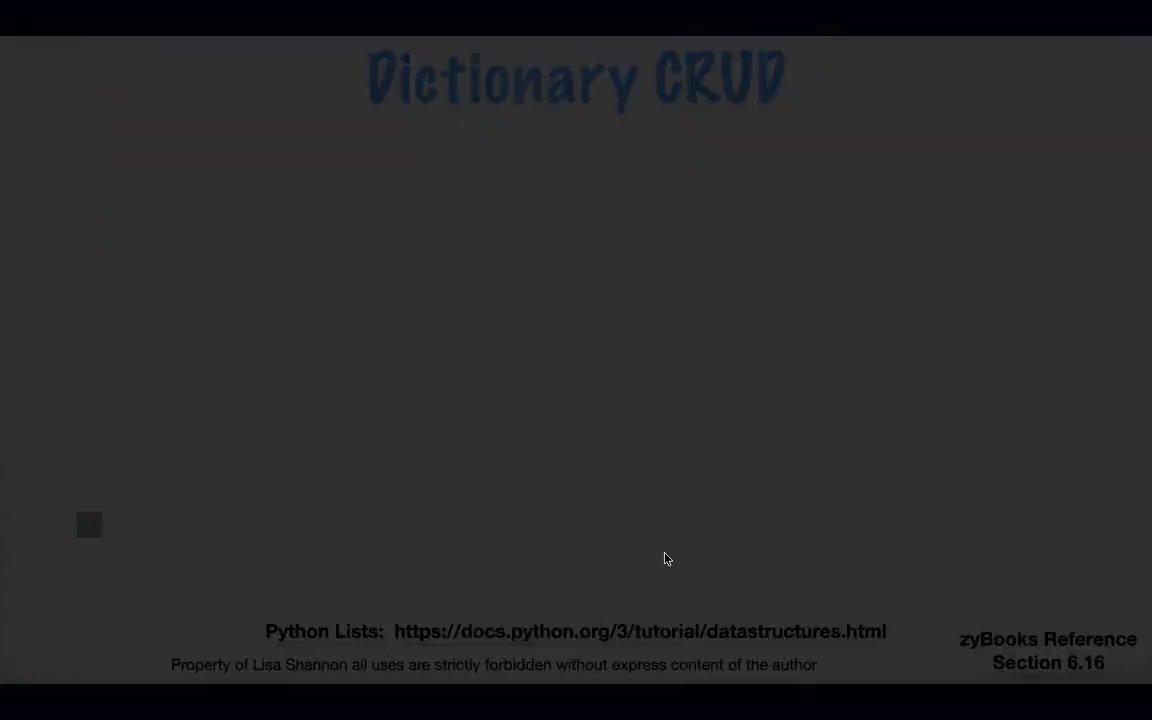 Dictionary CRUD
Python Lists: https://docs.python.org/3/tutorial/datastructures.html
zyBooks Reference
Section 6.16
Property of Lisa Shannon all uses are strictly forbidden without express content of the author